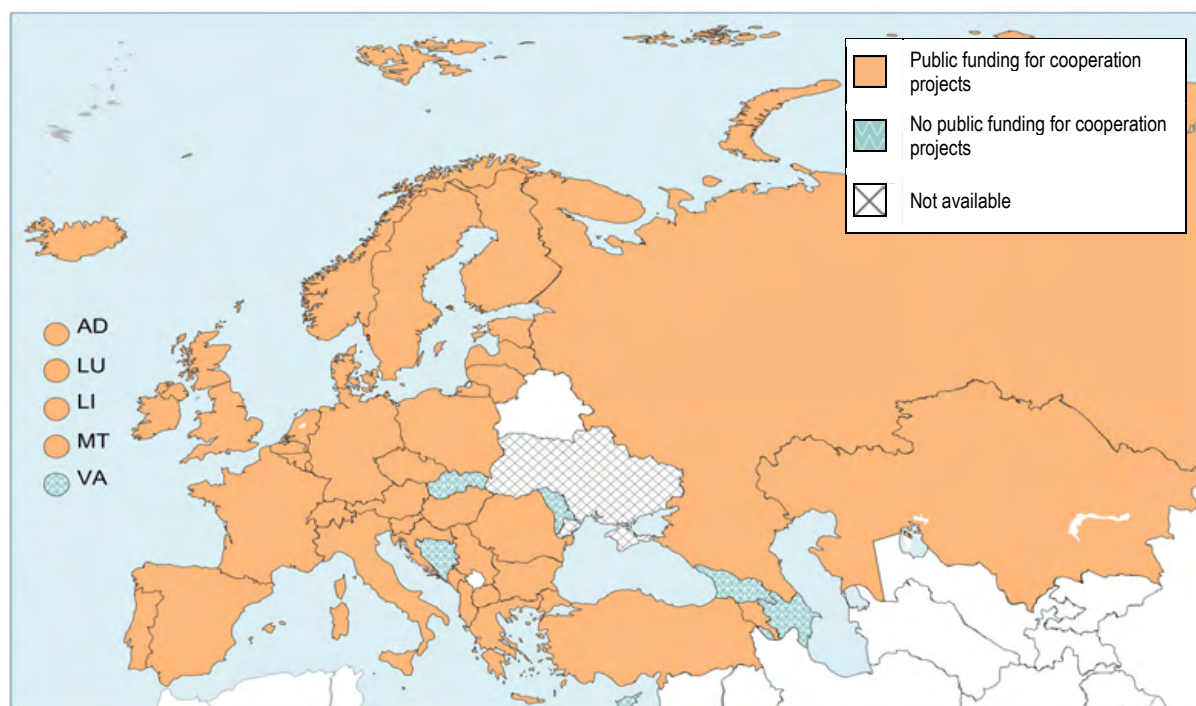 Public funding for cooperation
projects
No public funding for cooperation
projects
Not available
AD
LU
LI
MT
VA